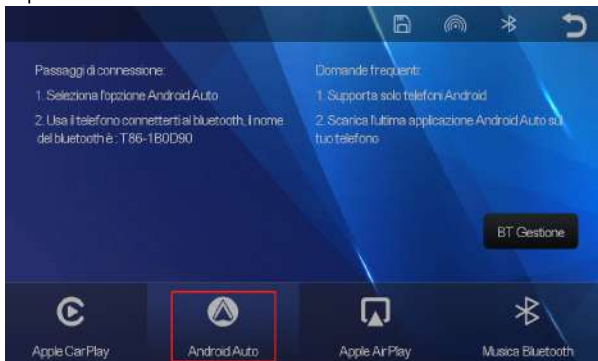 Passaggi di connessione:
1. Seleziona l'opzione Android Auto
2. Usa il telefono connetterti al bluetooth, il nome
del bluetooth è : T86-1B0D90
Domande frequenti:
1. Supporta solo telefoni Android
2. Scarica l'ultima applicazione Android Auto sul
tuo telefono
BT Gestione
Apple CarPlay
Android Auto
Apple AirPlay
Musica Bluetooth